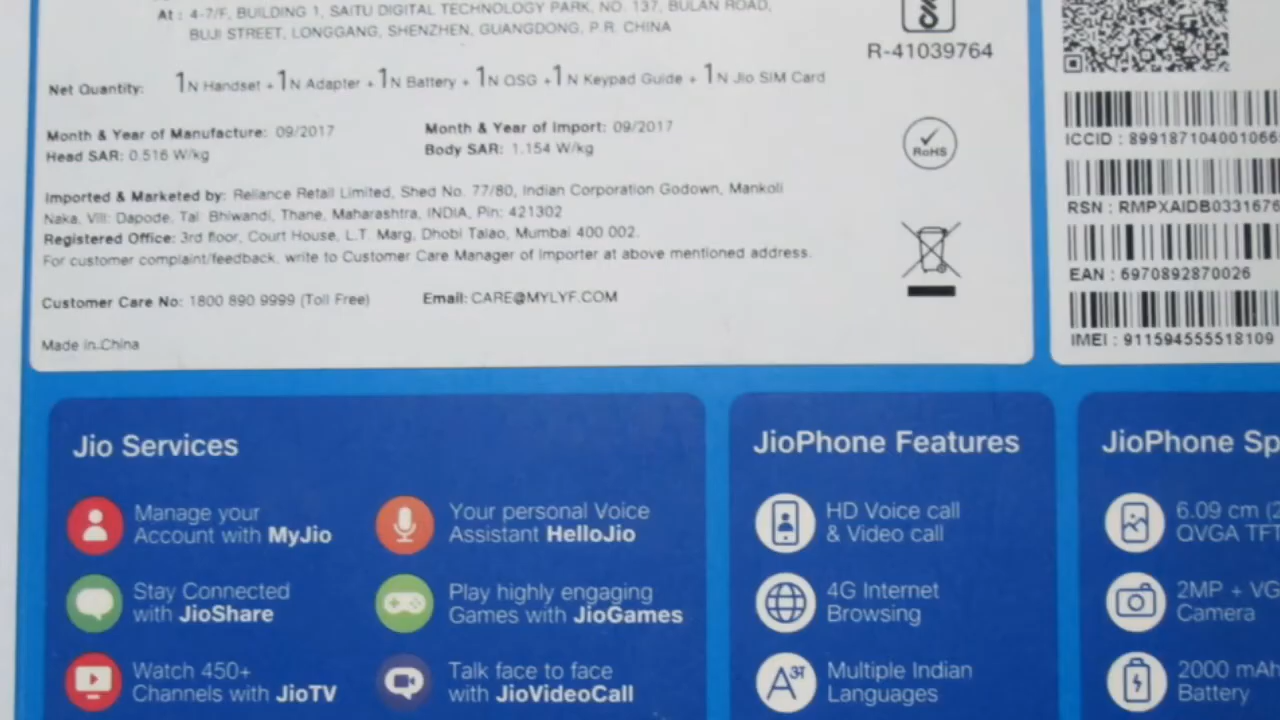 At : 4-7/F, BUILDING 1, SAITU DIGITAL TECHNOLOGY PARK, NO. 137, BULAN ROAD,
BUJI STREET, LONGGANG, SHENZHEN, GUANGDONG, P.R. CHINA
R-41039764
Net Quantity: 1N Handset + 1N Adapter + 1N Battery + 1N QSG + 1N Keypad Guide + 1N Jio SIM Card
Month & Year of Manufacture: 09/2017
Month & Year of Import: 09/2017
Head SAR: 0.516 W/kg
Body SAR: 1.154 W/kg
RoHS
Imported & Marketed by: Reliance Retail Limited, Shed No. 77/80, Indian Corporation Godown, Mankoli
Naka, Vill: Dapode, Tal: Bhiwandi, Thane, Maharashtra, INDIA, Pin: 421302
Registered Office: 3rd floor, Court House, L.T. Marg, Dhobi Talao, Mumbai 400 002.
For customer complaint/feedback, write to Customer Care Manager of Importer at above mentioned address.
Customer Care No: 1800 890 9999 (Toll Free)
Email: CARE@MYLYF.COM
Made in China
ICCID : 899187104001066
RSN : RMPXAIDB0331676
EAN : 6970892870026
IMEI : 911594555518109
Jio Services
Manage your
Account with MyJio
Your personal Voice
Assistant HelloJio
Stay Connected
with JioShare
Play highly engaging
Games with JioGames
Watch 450+
Channels with JioTV
Talk face to face
with JioVideoCall
JioPhone Features
HD Voice call
& Video call
4G Internet
Browsing
A अ
Multiple Indian
Languages
JioPhone Sp
6.09 cm (2
QVGA TFT
2MP + VG
Camera
2000 mAh
Battery